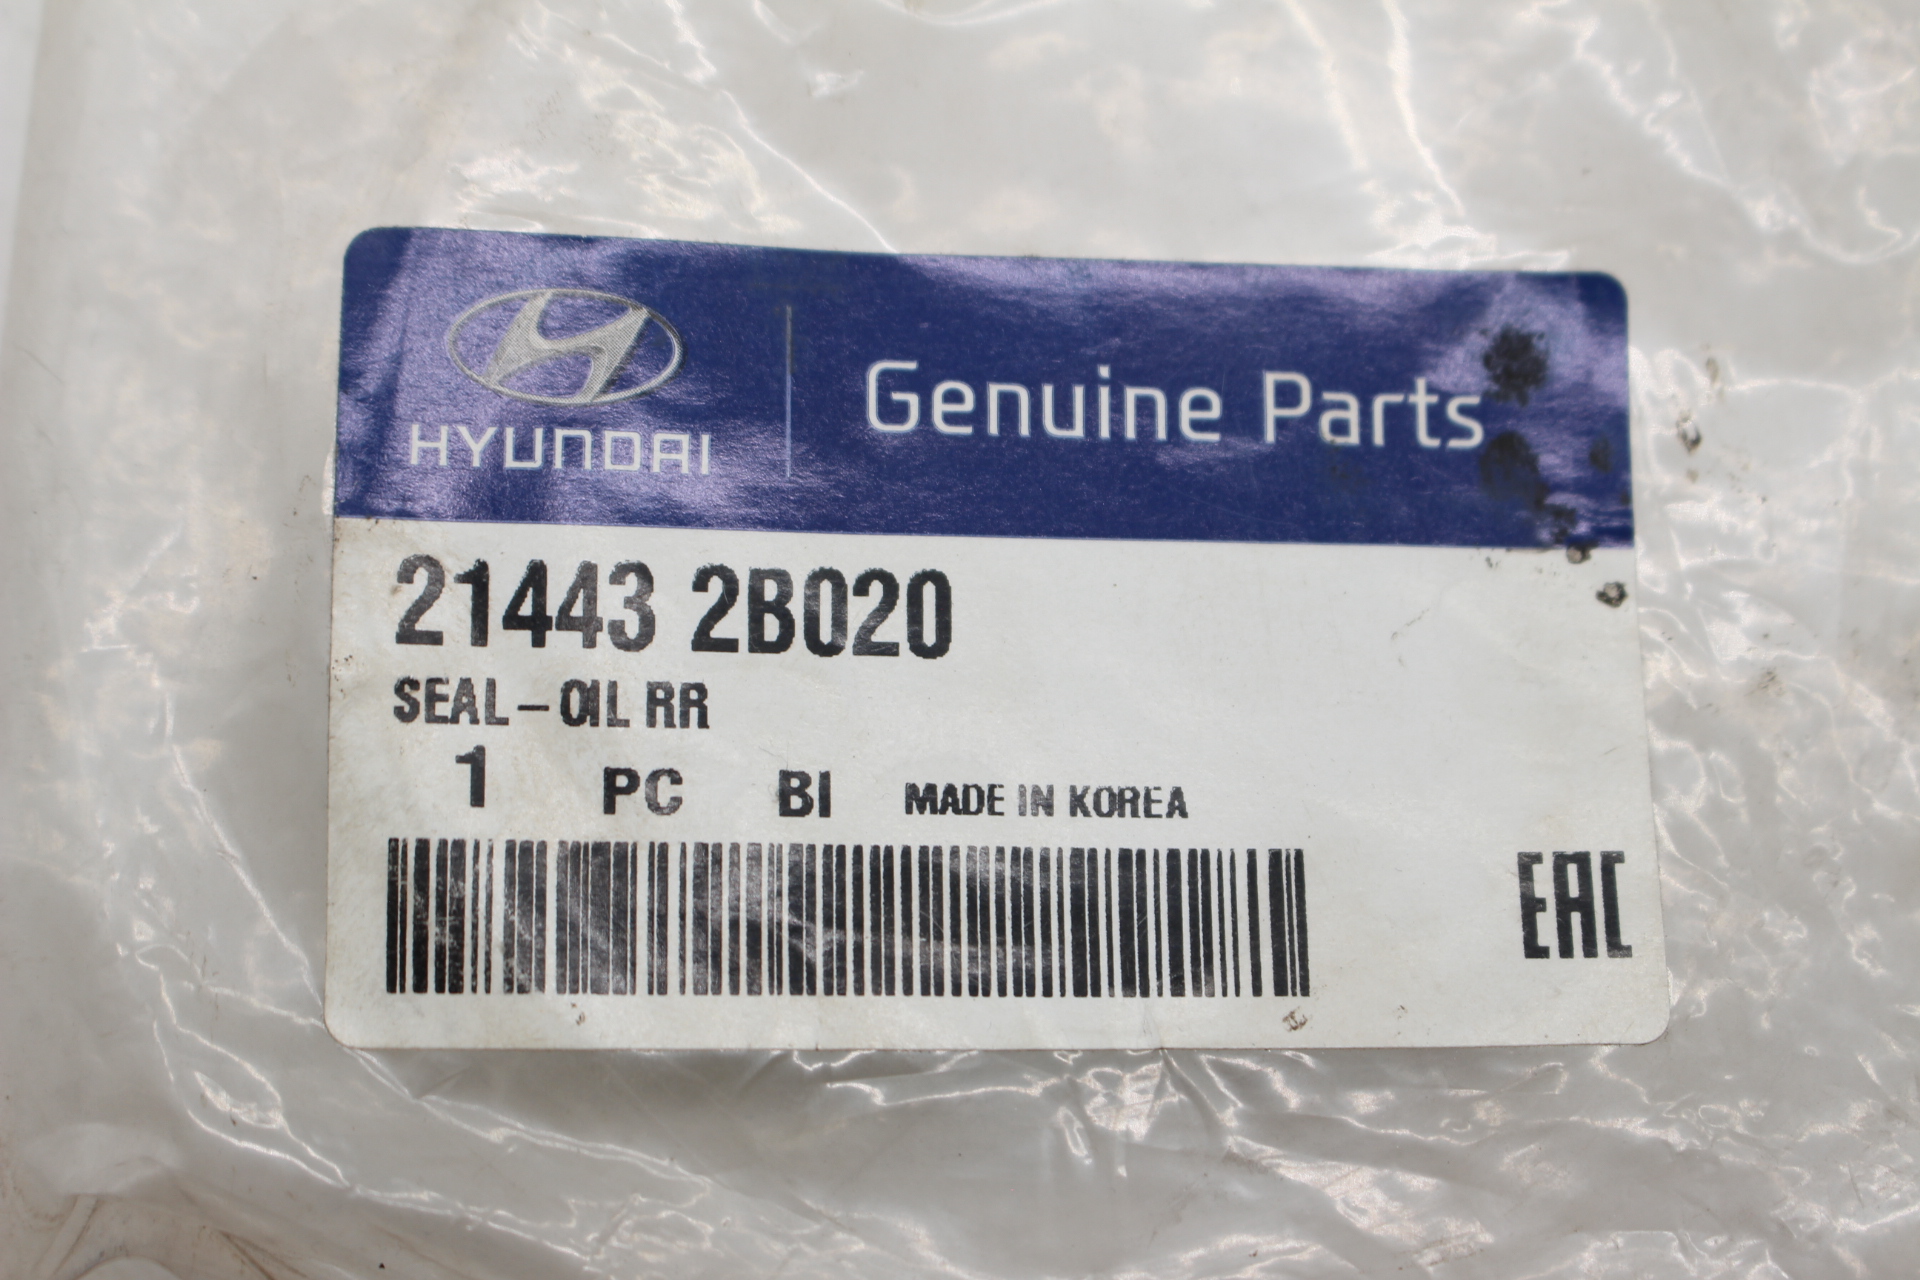 HYUNDAI
Genuine Parts
21443 2B020
SEAL-OIL RR
1 PC BI MADE IN KOREA
EAC